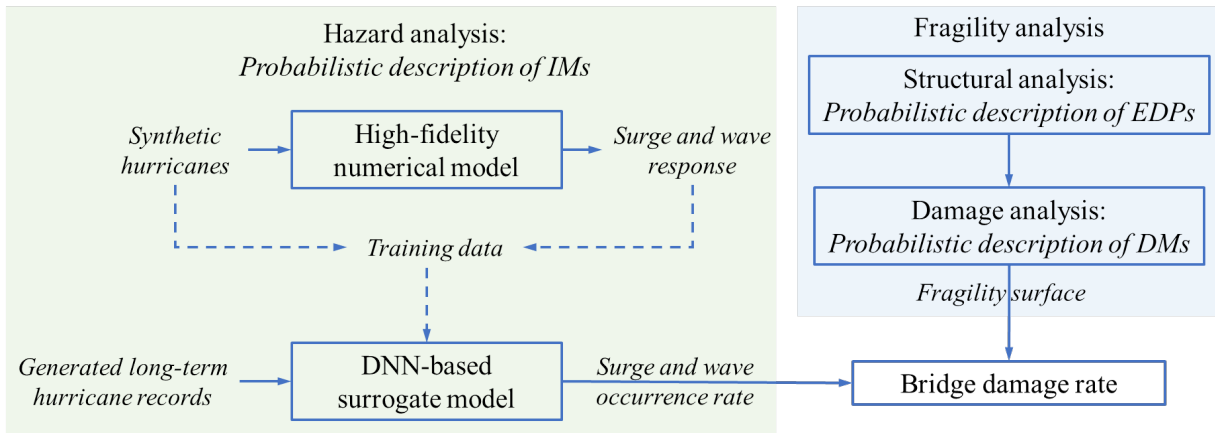 Hazard analysis:
Probabilistic description of IMs
Synthetic
hurricanes
High-fidelity
numerical model
Surge and wave
response
Training data
Generated long-term
hurricane records
DNN-based
surrogate model
Surge and wave
occurrence rate
Fragility analysis
Structural analysis:
Probabilistic description of EDPs
Damage analysis:
Probabilistic description of DMs
Fragility surface
Bridge damage rate